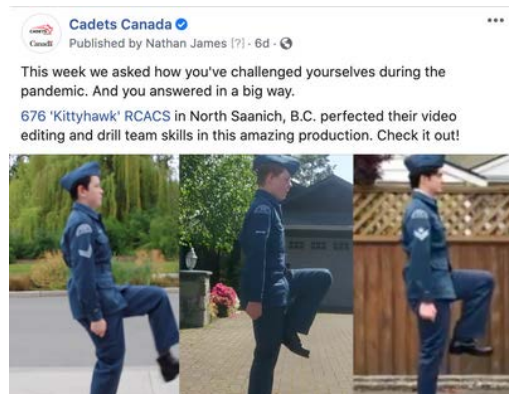 Cadets Canada
Published by Nathan James [?] · 6d ·
This week we asked how you've challenged yourselves during the
pandemic. And you answered in a big way.
676 'Kittyhawk' RCACS in North Saanich, B.C. perfected their video
editing and drill team skills in this amazing production. Check it out!
CADETS
Canada